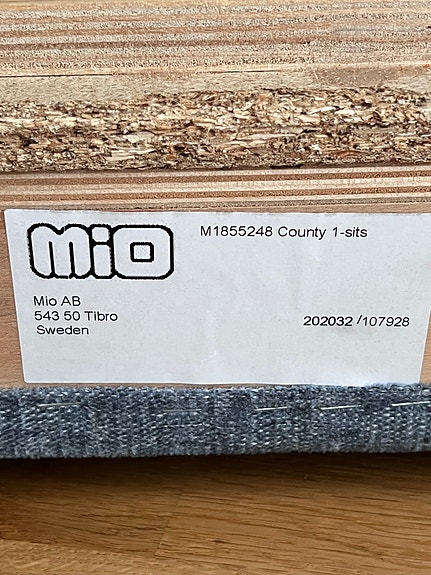 mio
M1855248 County 1-sits
Mio AB
543 50 Tibro
Sweden
202032 /107928